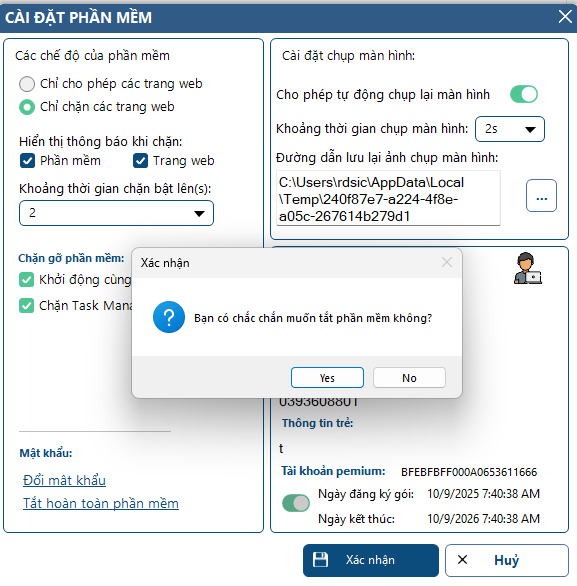 CÀI ĐẶT PHẦN MỀM
Các chế độ của phần mềm
Chỉ cho phép các trang web
Chỉ chặn các trang web
Hiển thị thông báo khi chặn:
Phần mềm
Trang web
Khoảng thời gian chặn bật lên(s):
2
Chặn gỡ phần mềm:
Khởi động cùng
Chặn Task Mana
Mật khẩu:
Đổi mật khẩu
Tắt hoàn toàn phần mềm
Cài đặt chụp màn hình:
Cho phép tự động chụp lại màn hình
Khoảng thời gian chụp màn hình:
2s
Đường dẫn lưu lại ảnh chụp màn hình:
C:\Users\rdsic\AppData\Local
\Temp\240f87e7-a224-4f8e-
a05c-267614b279d1
...
Xác nhận
Bạn có chắc chắn muốn tắt phần mềm không?
Yes
No
0393608801
Thông tin trẻ:
t
Tài khoản pemium:
BFEBFBFF000A0653611666
Ngày đăng ký gói:
10/9/2025 7:40:38 AM
Ngày kết thúc:
10/9/2026 7:40:38 AM
Xác nhận
Huỷ